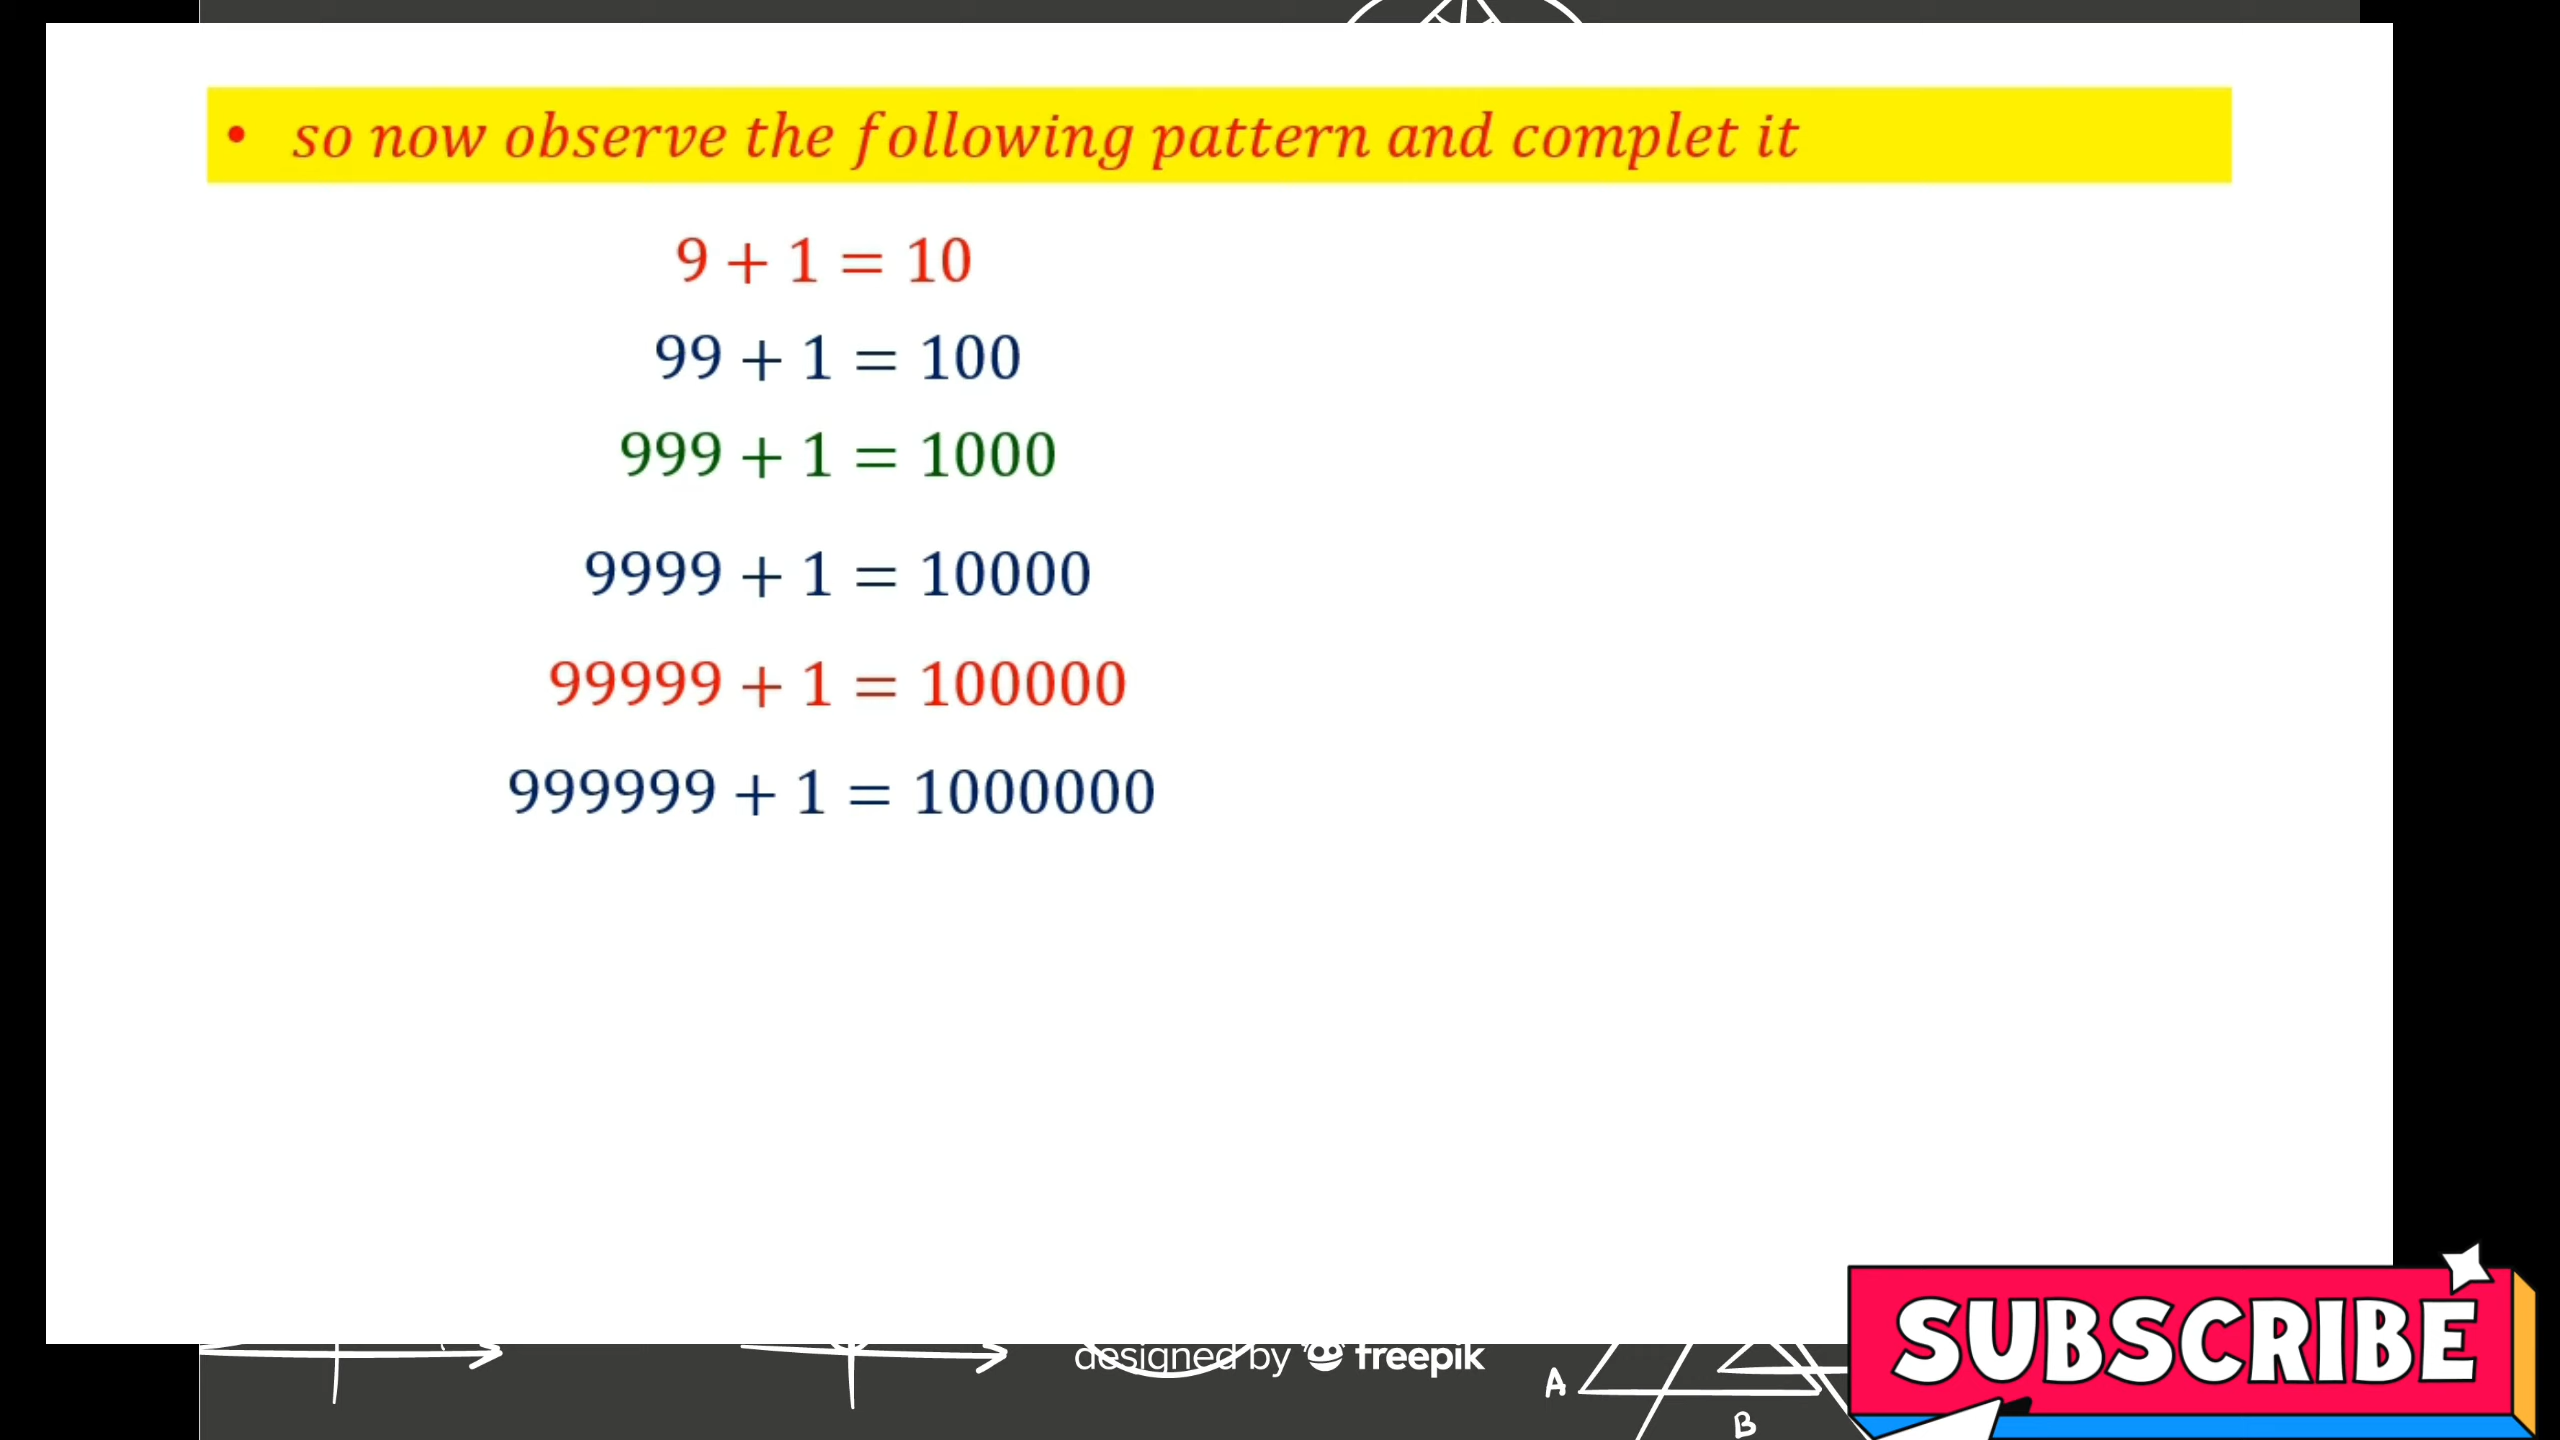 • so now observe the following pattern and complet it
9 + 1 = 10
99 + 1 = 100
999 + 1 = 1000
9999 + 1 = 10000
99999 + 1 = 100000
999999 + 1 = 1000000
designed by freepik
A
B
SUBSCRIBE